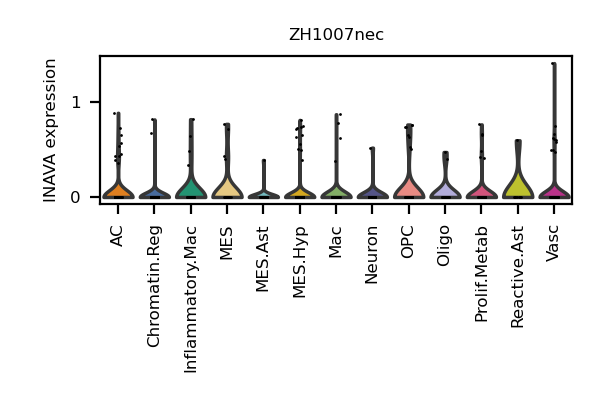 ZH1007nec
INAVA expression
1
0
AC
Chromatin.Reg
Inflammatory.Mac
MES
MES.Ast
MES.Hyp
Mac
Neuron
OPC
Oligo
Prolif.Metab
Reactive.Ast
Vasc